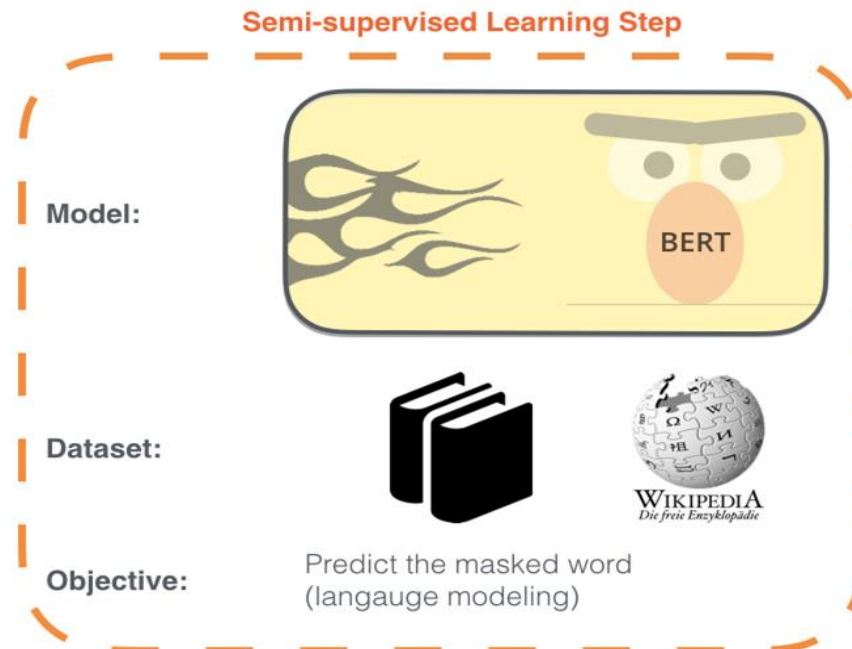 Semi-supervised Learning Step
Model:
BERT
Dataset:
WIKIPEDIA
Die freie Enzyklopädie
Objective:
Predict the masked word
(langauge modeling)